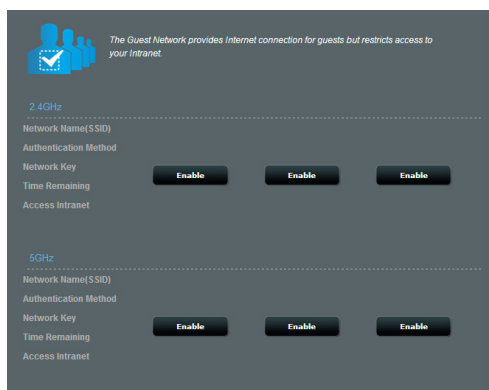 The Guest Network provides Internet connection for guests but restricts access to
your Intranet.
2.4GHz
Network Name(SSID)
Authentication Method
Network Key
Enable Enable Enable
Time Remaining
Access Intranet
5GHz
Network Name(SSID)
Authentication Method
Network Key
Enable Enable Enable
Time Remaining
Access Intranet